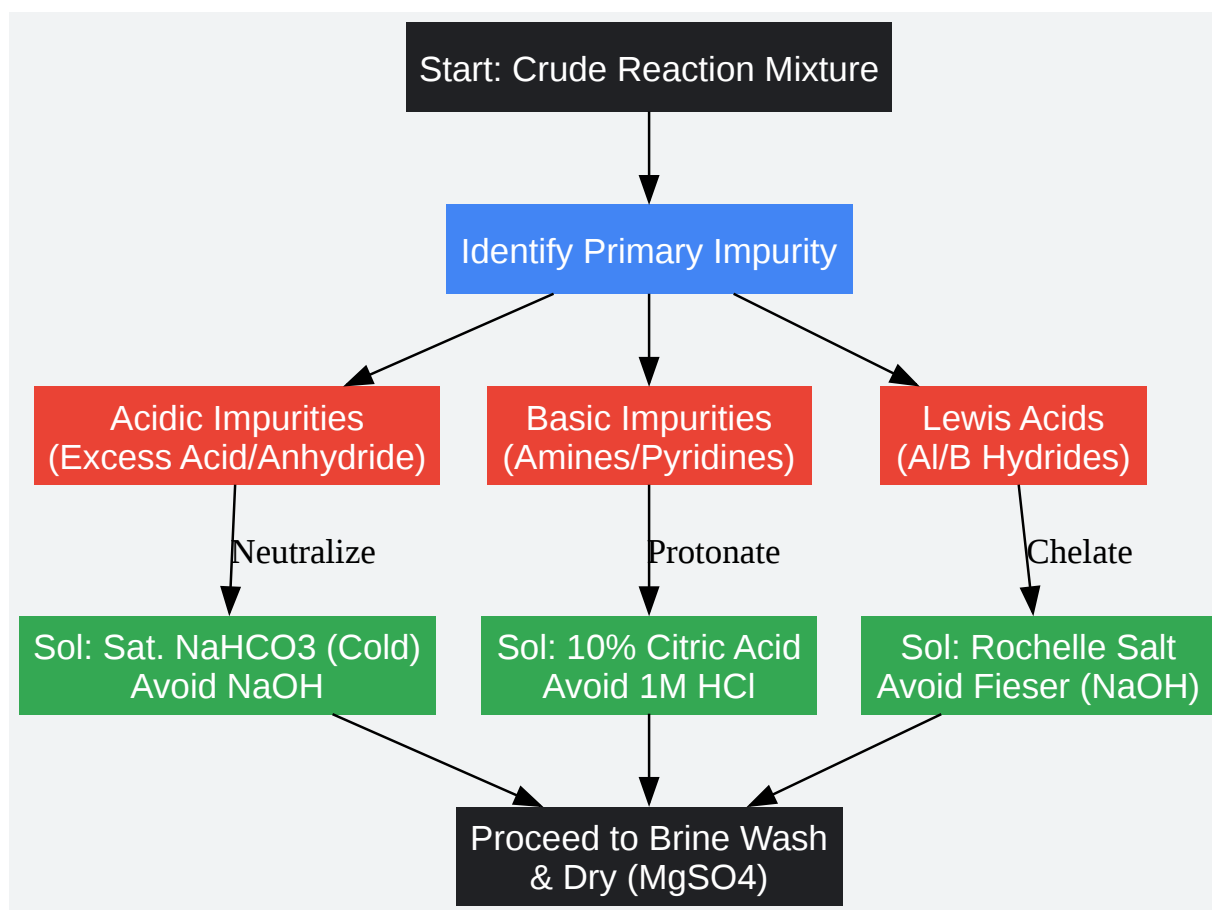 Start: Crude Reaction Mixture
Identify Primary Impurity
Acidic Impurities
(Excess Acid/Anhydride)
Basic Impurities
(Amines/Pyridines)
Lewis Acids
(Al/B Hydrides)
Neutralize
Protonate
Chelate
Sol: Sat. NaHCO3 (Cold)
Avoid NaOH
Sol: 10% Citric Acid
Avoid 1M HCl
Sol: Rochelle Salt
Avoid Fieser (NaOH)
Proceed to Brine Wash
& Dry (MgSO4)